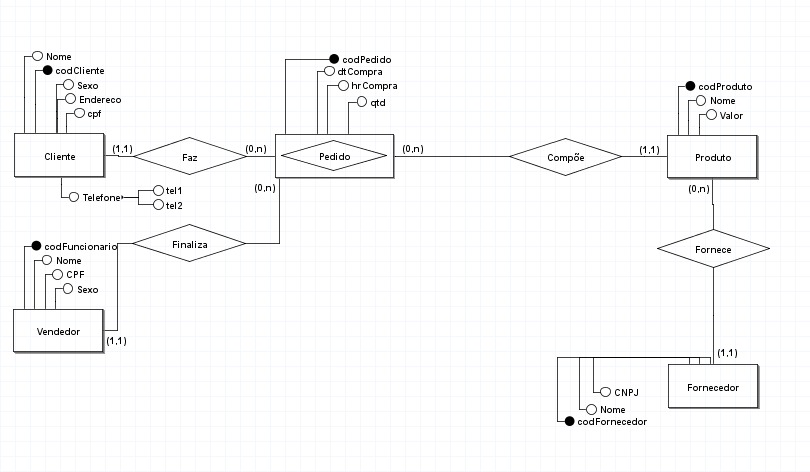 Nome
codCliente
Sexo
Endereco
cpf
Cliente
(1,1)
Faz
(0,n)
Telefone
tel1
tel2
codPedido
dtCompra
hrCompra
qtd
Pedido
(0,n)
(0,n)
Compõe
(1,1)
codProduto
Nome
Valor
Produto
(0,n)
Finaliza
codFuncionario
Nome
CPF
Sexo
Vendedor
(1,1)
Fornece
(1,1)
Fornecedor
CNPJ
Nome
codFornecedor